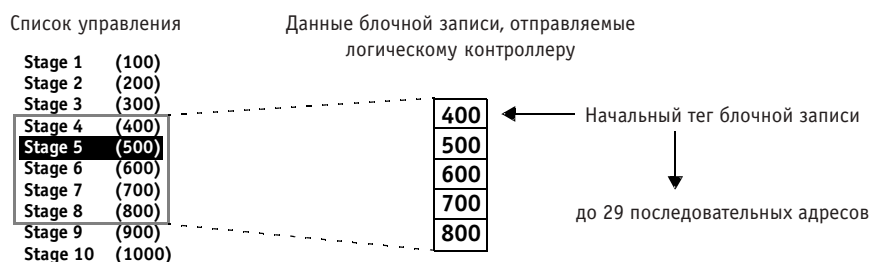 Список управления
Данные блочной записи, отправляемые
логическому контроллеру
Stage 1 (100)
Stage 2 (200)
Stage 3 (300)
Stage 4 (400)
Stage 5 (500)
Stage 6 (600)
Stage 7 (700)
Stage 8 (800)
Stage 9 (900)
Stage 10 (1000)
400
500
600
700
800
Начальный тег блочной записи
до 29 последовательных адресов